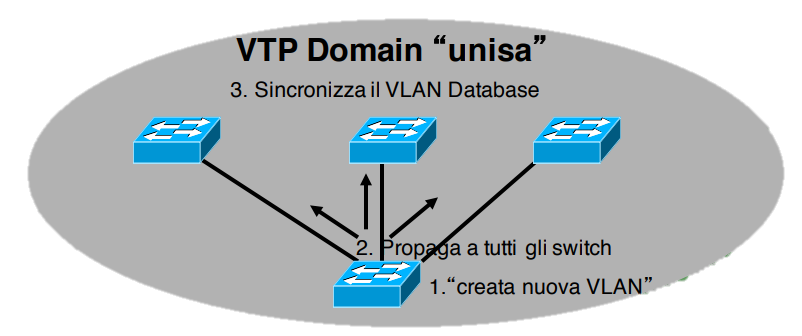 VTP Domain “unisa”
3. Sincronizza il VLAN Database
2. Propaga a tutti gli switch
1.“creata nuova VLAN”